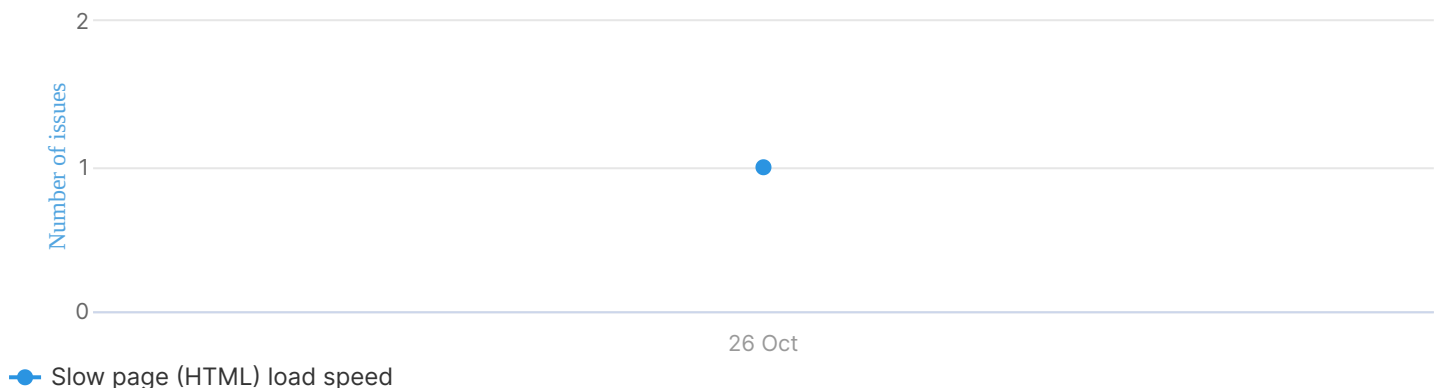 2
Number of issues
1
0
26 Oct
Slow page (HTML) load speed